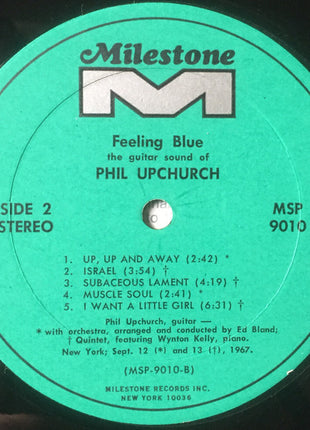 Milestone
M
Feeling Blue
the guitar sound of
PHIL UPCHURCH
SIDE 2
STEREO
MSP
9010
1. UP, UP AND AWAY (2:42) *
2. ISRAEL (3:54) †
3. SUBACEOUS LAMENT (4:19) †
4. MUSCLE SOUL (2:41) *
5. I WANT A LITTLE GIRL (6:31) †
Phil Upchurch, guitar —
* with orchestra, arranged and conducted by Ed Bland;
† Quintet, featuring Wynton Kelly, piano.
New York; Sept. 12 (*) and 13 (†), 1967.
(MSP-9010-B)
MILESTONE RECORDS INC.
NEW YORK 10036